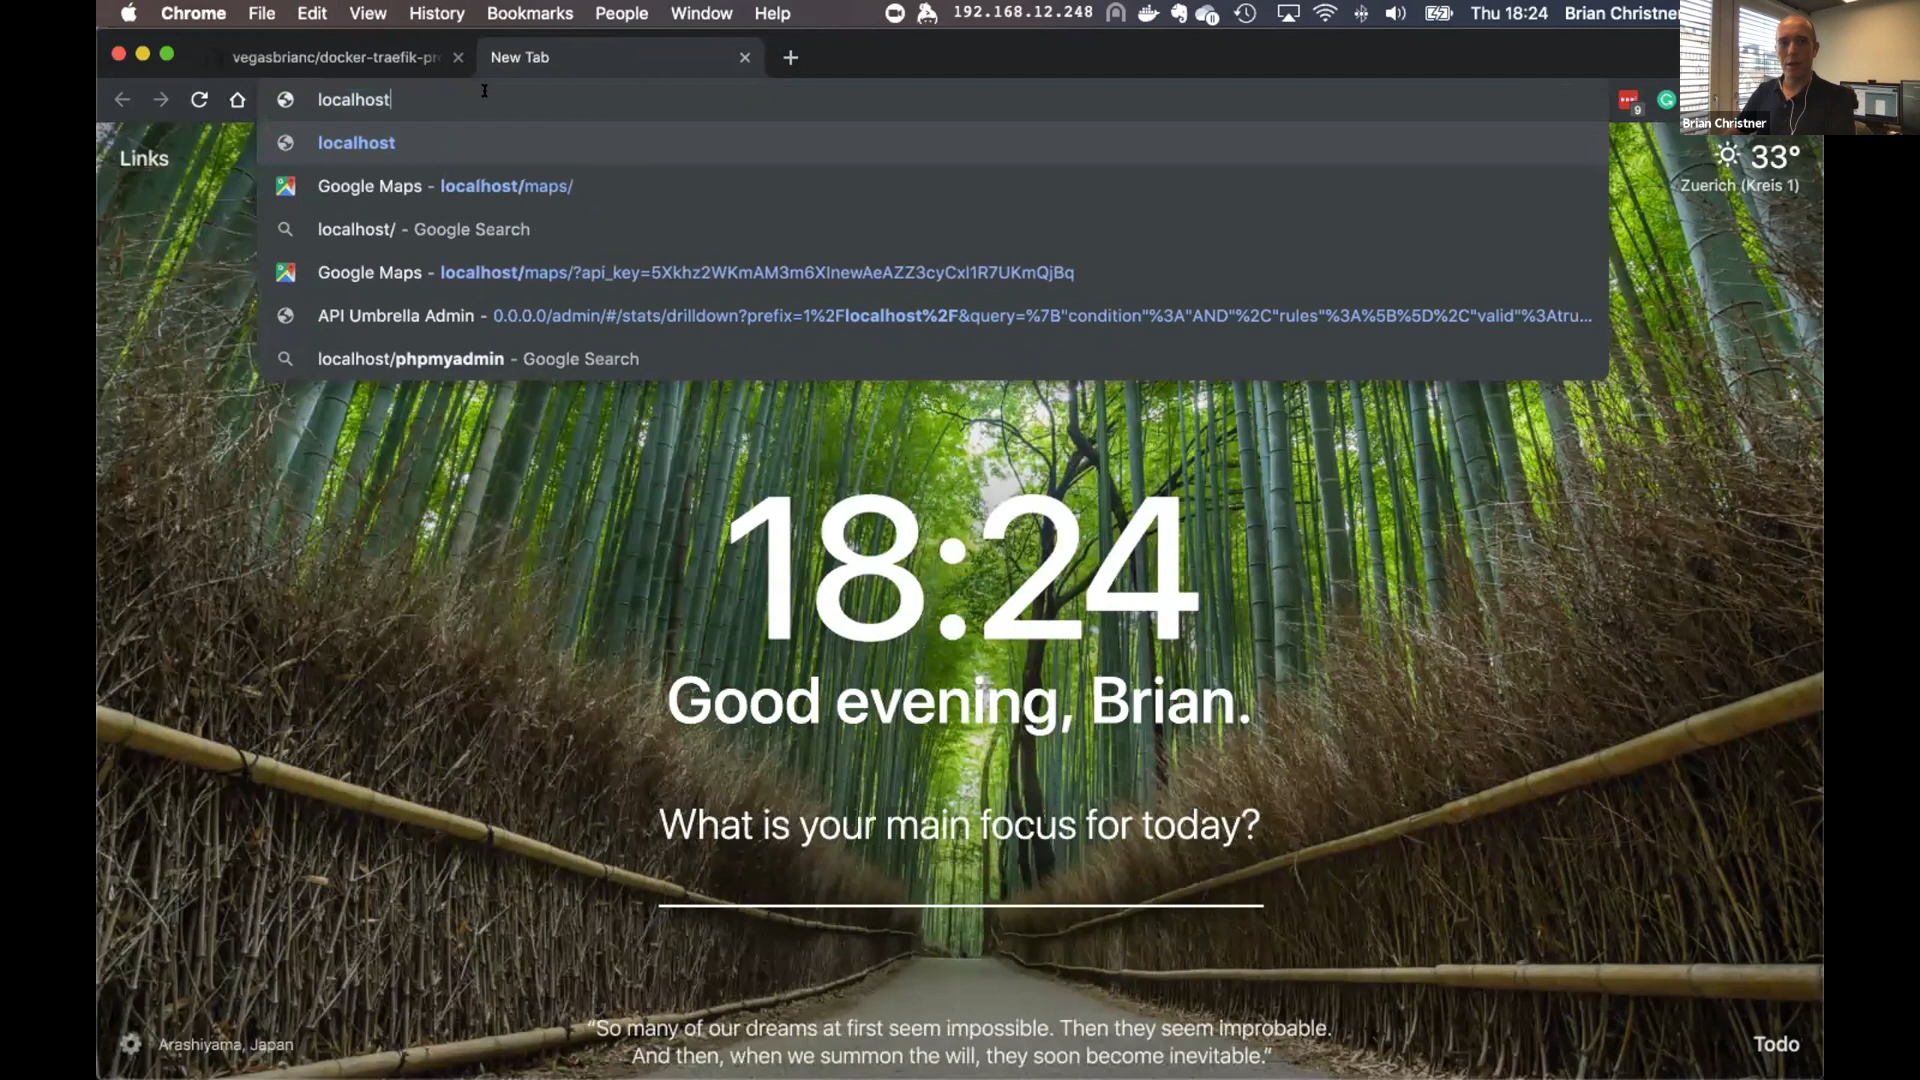 Chrome File Edit View History Bookmarks People Window Help 192.168.12.248 Thu 18:24 Brian Christner
vegasbrianc/docker-traefik-pr
New Tab
localhost
9
Brian Christner
Links
localhost
33°
Zuerich (Kreis 1)
Google Maps - localhost/maps/
localhost/ - Google Search
Google Maps - localhost/maps/?api_key=5Xkhz2WKmAM3m6XlnewAeAZZ3cyCxl1R7UKmQjBq
API Umbrella Admin - 0.0.0.0/admin/#/stats/drilldown?prefix=1%2Flocalhost%2F&query=%7B"condition"%3A"AND"%2C"rules"%3A%5B%5D%2C"valid"%3Atru...
localhost/phpmyadmin - Google Search
18:24
Good evening, Brian.
What is your main focus for today?
“So many of our dreams at first seem impossible. Then they seem improbable.
And then, when we summon the will, they soon become inevitable.”
Arashiyama, Japan
Todo